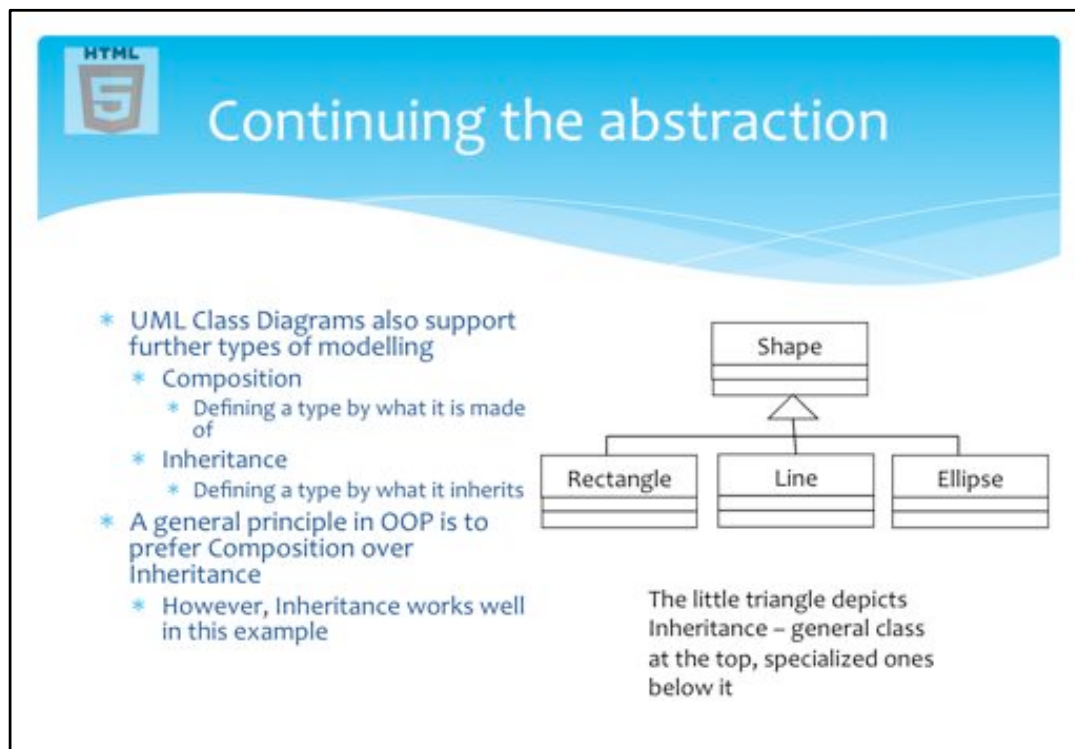 HTML
5
Continuing the abstraction
* UML Class Diagrams also support
further types of modelling
* Composition
* Defining a type by what it is made
of
* Inheritance
* Defining a type by what it inherits
* A general principle in OOP is to
prefer Composition over
Inheritance
* However, Inheritance works well
in this example
Shape
Rectangle
Line
Ellipse
The little triangle depicts
Inheritance – general class
at the top, specialized ones
below it